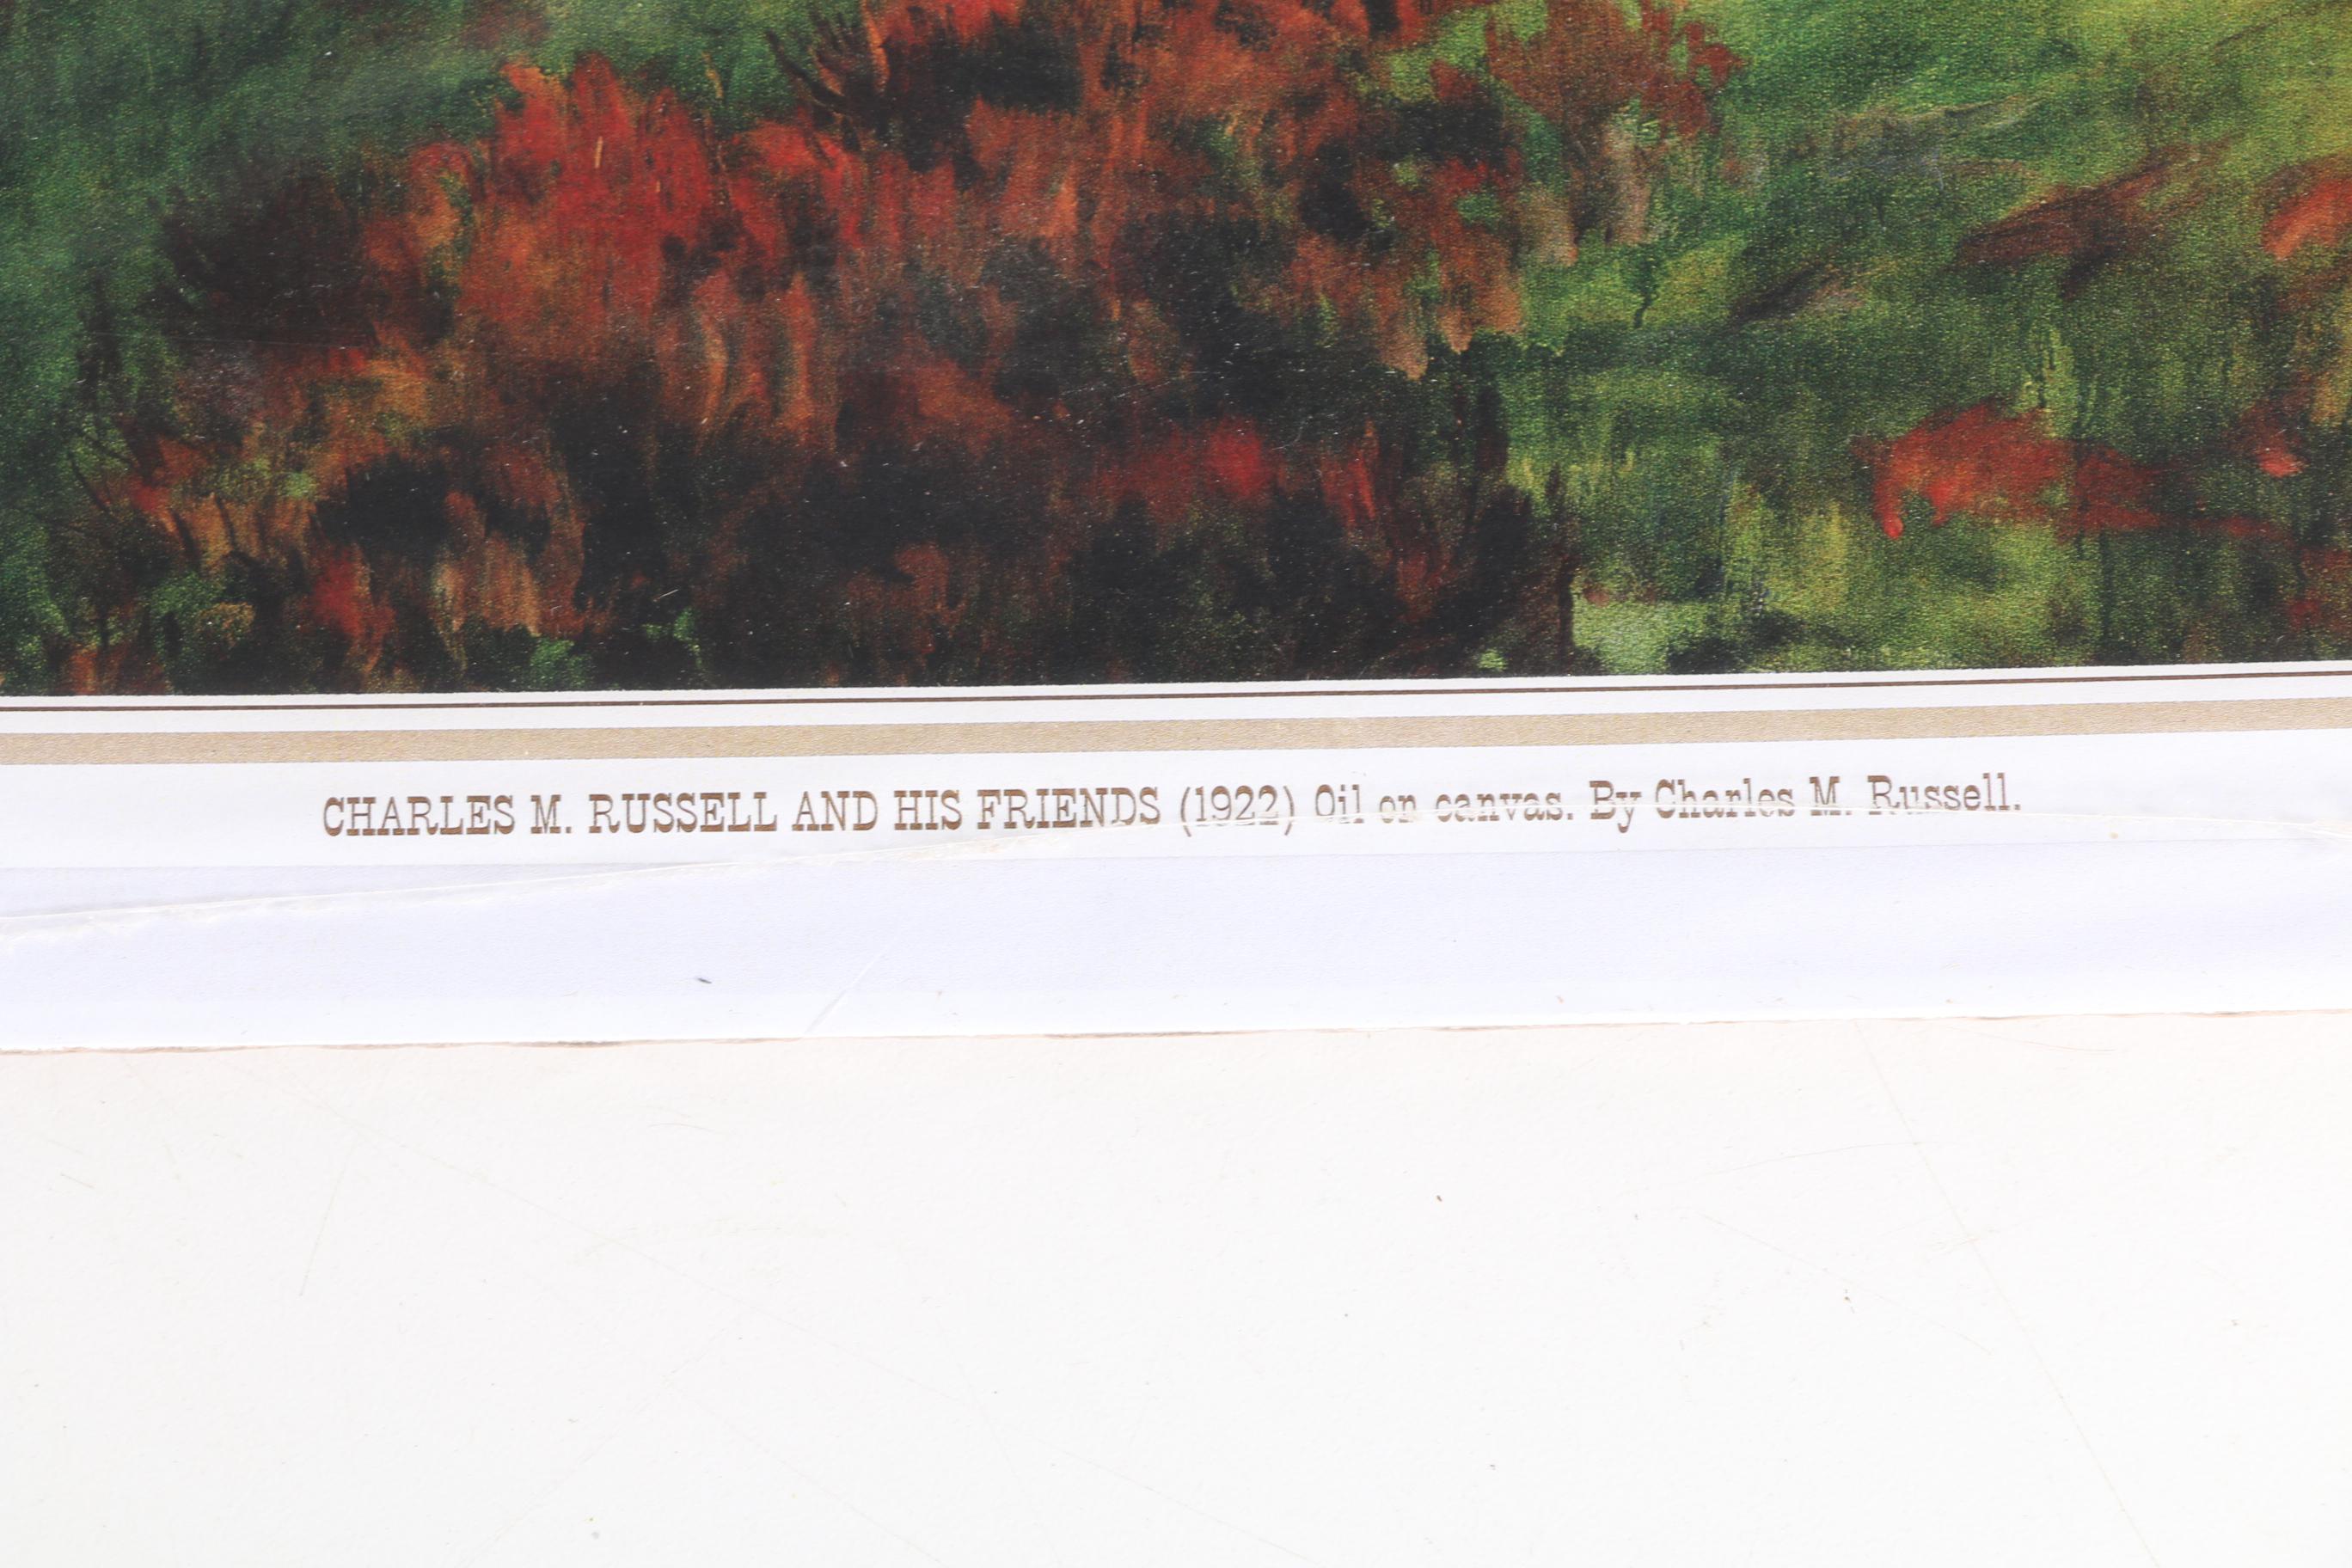 CHARLES M. RUSSELL AND HIS FRIENDS (1922) Oil on canvas. By Charles M. Russell.